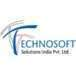 TECHNOSOFT
Solutions India Pvt. Ltd.